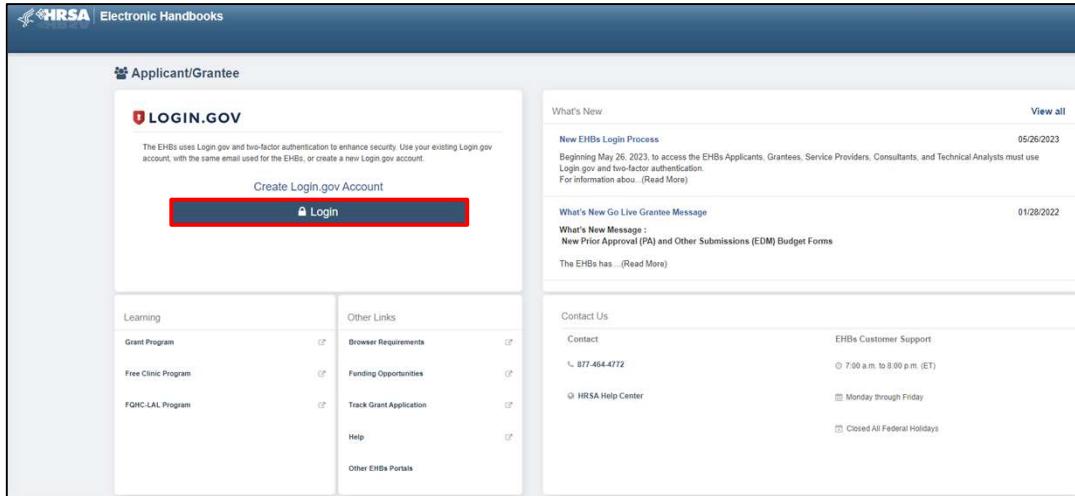 HRSA Electronic Handbooks
Applicant/Grantee
LOGIN.GOV
The EHBs uses Login.gov and two-factor authentication to enhance security. Use your existing Login.gov
account, with the same email used for the EHBs, or create a new Login.gov account.
Create Login.gov Account
Login
What's New View all
New EHBs Login Process 05/26/2023
Beginning May 26, 2023, to access the EHBs Applicants, Grantees, Service Providers, Consultants, and Technical Analysts must use
Login.gov and two-factor authentication.
For information abou...(Read More)
What's New Go Live Grantee Message 01/28/2022
What's New Message :
New Prior Approval (PA) and Other Submissions (EDM) Budget Forms
The EHBs has ...(Read More)
Learning
Grant Program
Free Clinic Program
FQHC-LAL Program
Other Links
Browser Requirements
Funding Opportunities
Track Grant Application
Help
Other EHBs Portals
Contact Us
Contact
877-464-4772
HRSA Help Center
EHBs Customer Support
7:00 a.m. to 8:00 p.m. (ET)
Monday through Friday
Closed All Federal Holidays